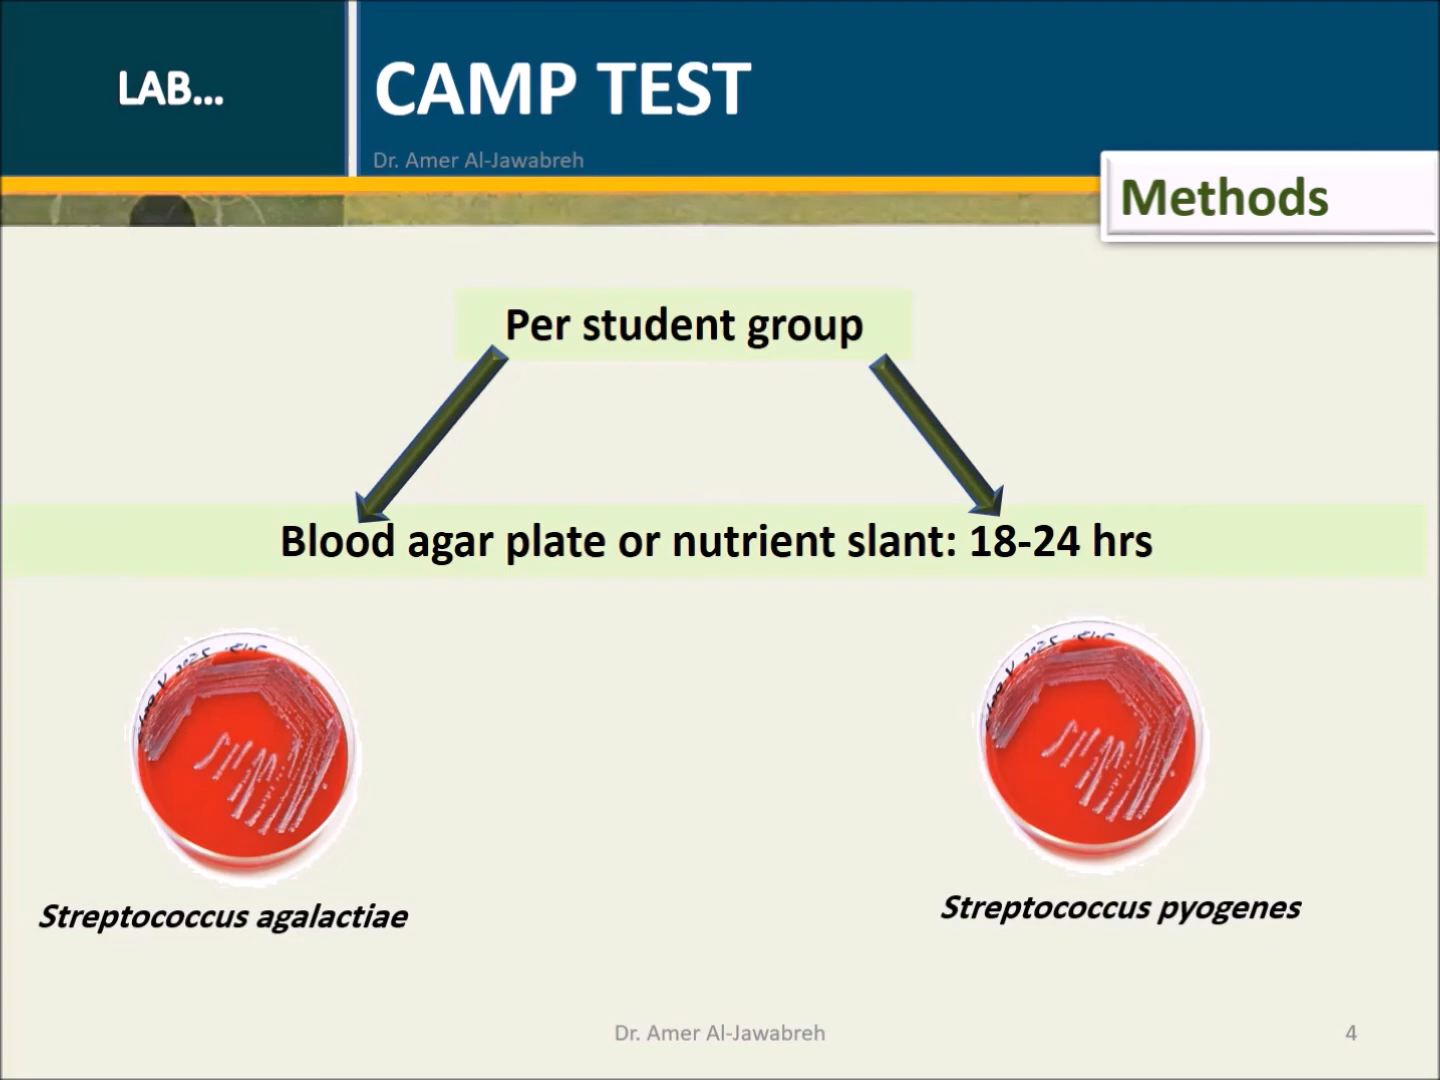 LAB...
CAMP TEST
Dr. Amer Al-Jawabreh
Methods
Per student group
Blood agar plate or nutrient slant: 18-24 hrs
Streptococcus agalactiae
Streptococcus pyogenes
Dr. Amer Al-Jawabreh
4